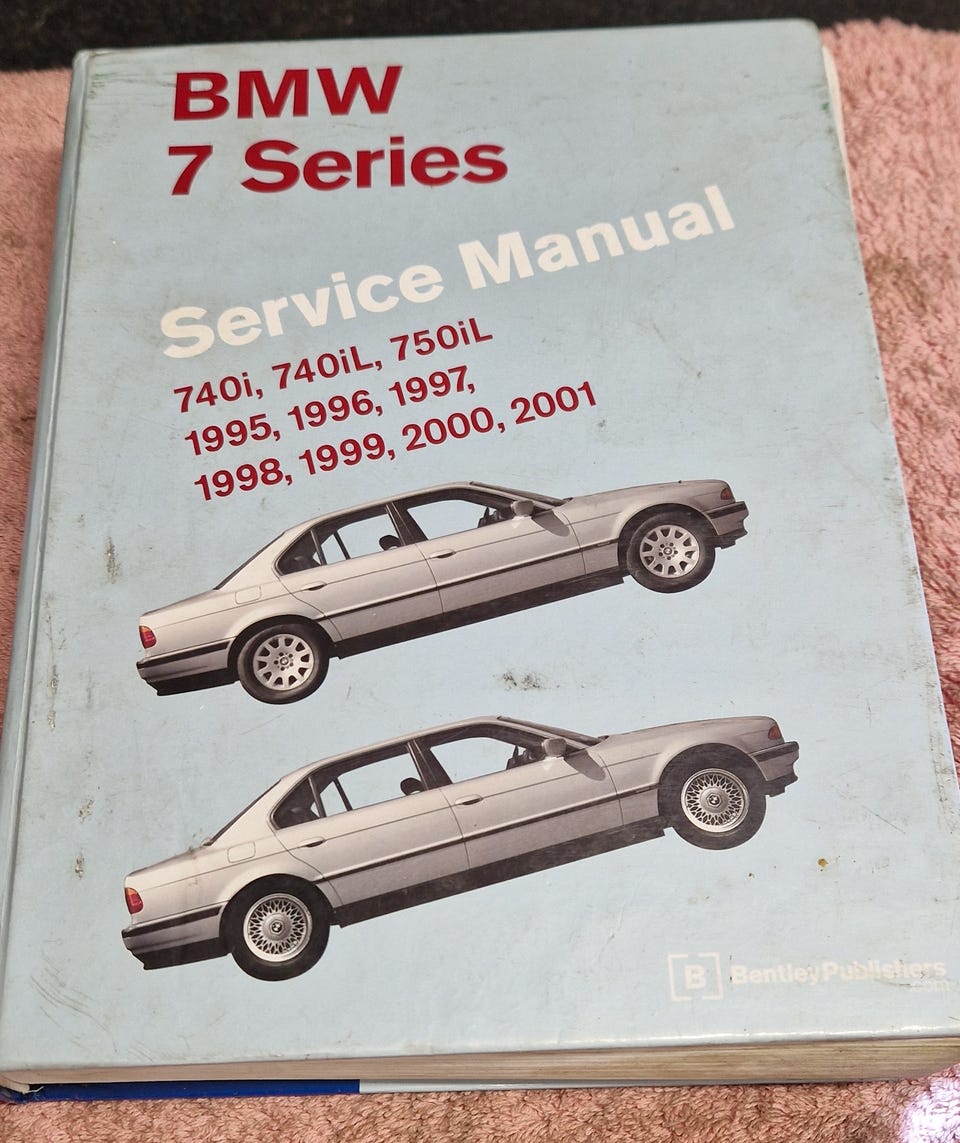 BMW
7 Series
Service Manual
740i, 740iL, 750iL
1995, 1996, 1997,
1998, 1999, 2000, 2001
[B] BentleyPublishers
.com